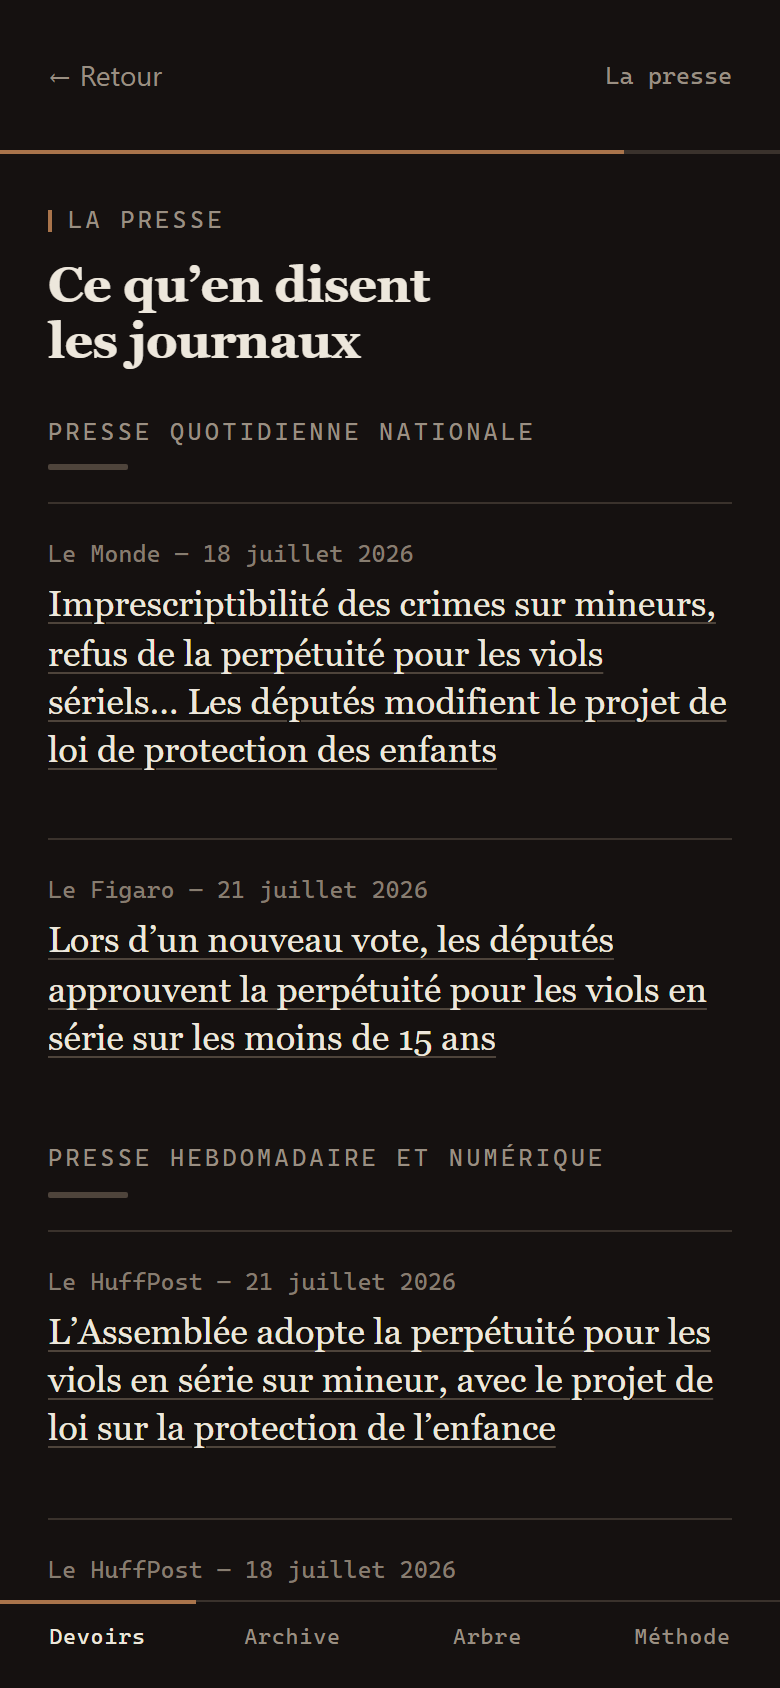 ← Retour
La presse
LA PRESSE
Ce qu’en disent
les journaux
PRESSE QUOTIDIENNE NATIONALE
Le Monde — 18 juillet 2026
Imprescriptibilité des crimes sur mineurs,
refus de la perpétuité pour les viols
sériels… Les députés modifient le projet de
loi de protection des enfants
Le Figaro — 21 juillet 2026
Lors d’un nouveau vote, les députés
approuvent la perpétuité pour les viols en
série sur les moins de 15 ans
PRESSE HEBDOMADAIRE ET NUMÉRIQUE
Le HuffPost — 21 juillet 2026
L’Assemblée adopte la perpétuité pour les
viols en série sur mineur, avec le projet de
loi sur la protection de l’enfance
Le HuffPost — 18 juillet 2026
Devoirs
Archive
Arbre
Méthode